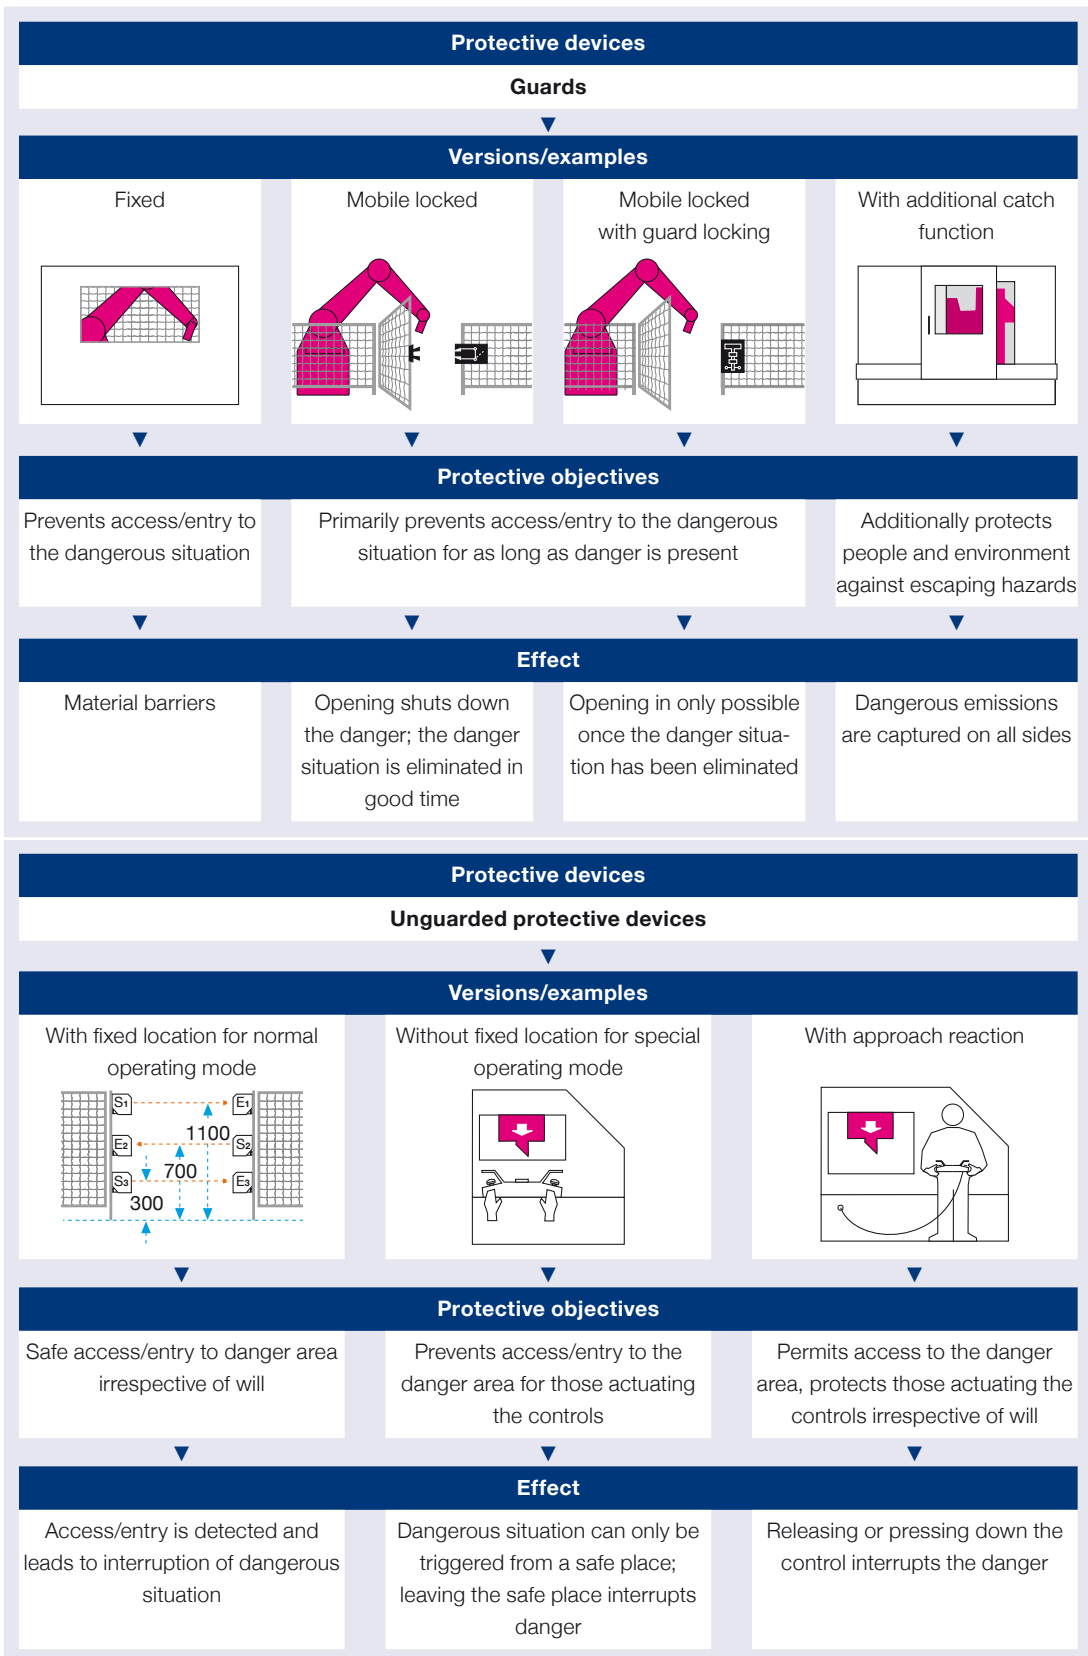 Protective devices
Guards
Versions/examples
Fixed
Mobile locked
Mobile locked
with guard locking
With additional catch
function
Protective objectives
Prevents access/entry to
the dangerous situation
Primarily prevents access/entry to the dangerous
situation for as long as danger is present
Additionally protects
people and environment
against escaping hazards
Effect
Material barriers
Opening shuts down
the danger; the danger
situation is eliminated in
good time
Opening in only possible
once the danger situa-
tion has been eliminated
Dangerous emissions
are captured on all sides
Protective devices
Unguarded protective devices
Versions/examples
With fixed location for normal
operating mode
S1 E1
1100
E2 S2
700
S3 E3
300
Without fixed location for special
operating mode
With approach reaction
Protective objectives
Safe access/entry to danger area
irrespective of will
Prevents access/entry to the
danger area for those actuating
the controls
Permits access to the danger
area, protects those actuating the
controls irrespective of will
Effect
Access/entry is detected and
leads to interruption of dangerous
situation
Dangerous situation can only be
triggered from a safe place;
leaving the safe place interrupts
danger
Releasing or pressing down the
control interrupts the danger